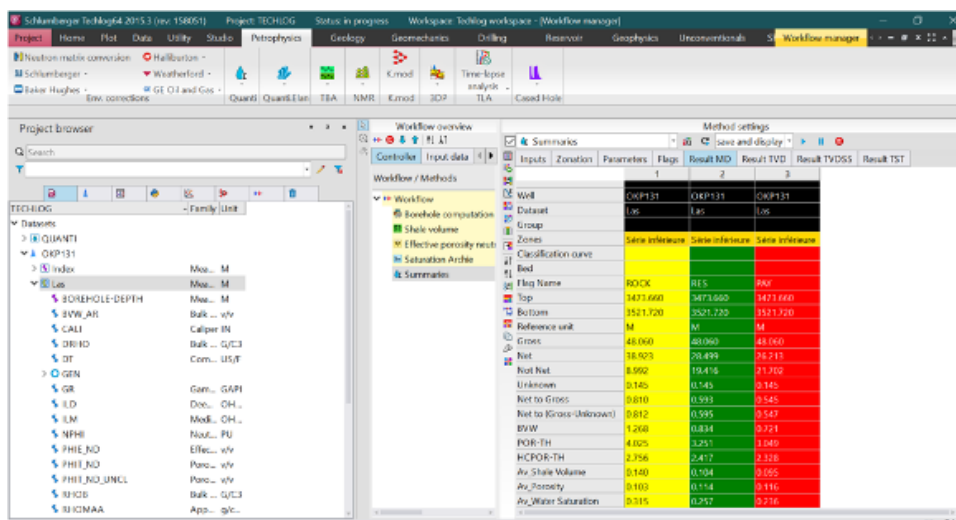 Schlumberger Techlog64 2015.3 (rev: 158051) Project: TECHLOG Status: in progress Workspace: Techlog workspace - [Workflow manager]
Project Home Plot Data Utility Studio Petrophysics Geology Geomechanics Drilling Reservoir Geophysics Unconventionals Workflow manager
Neutron matrix conversion Halliburton
Schlumberger Weatherford K.mod Time-lapse
Baker Hughes GE Oil and Gas analysis
Env. corrections Quanti Quanti.Elan TBA NMR K.mod 3DP TLA Cased Hole
Project browser
Search
TECHLOG Family Unit
Datasets
QUANTI
OKP131
Index Mea... M
Las Mea... M
BOREHOLE-DEPTH Mea... M
BVW_AR Bulk ... v/v
CALI Caliper IN
DRHO Bulk ... G/C3
DT Com... US/F
GEN
GR Gam... GAPI
ILD Dee... OH...
ILM Medi... OH...
NPHI Neut... PU
PHIE_ND Effec... v/v
PHIT_ND Poro... v/v
PHIT_ND_UNCL Poro... v/v
RHOB Bulk ... G/C3
RHOMAA App... g/c...
Workflow overview
Controller Input data
Workflow / Methods
Workflow
Borehole computation
Shale volume
Effective porosity neut
Saturation Archie
Summaries
Method settings
Summaries save and display
Inputs Zonation Parameters Flags Result MD Result TVD Result TVDSS Result TST
1 2 3
Well OKP131 OKP131 OKP131
Dataset Las Las Las
Group
Zones Série inférieure Série inférieure Série inférieure
Classification curve
Bed
Flag Name ROCK RES PAY
Top 3473.660 3473.660 3473.660
Bottom 3521.720 3521.720 3521.720
Reference unit M M M
Gross 48.060 48.060 48.060
Net 38.923 28.499 26.213
Not Net 8.992 19.416 21.702
Unknown 0.145 0.145 0.145
Net to Gross 0.810 0.593 0.545
Net to (Gross-Unknown) 0.812 0.595 0.547
BVW 1.268 0.834 0.721
POR-TH 4.025 3.251 3.049
HCPOR-TH 2.756 2.417 2.328
Av_Shale Volume 0.140 0.104 0.095
Av_Porosity 0.103 0.114 0.116
Av_Water Saturation 0.315 0.257 0.236